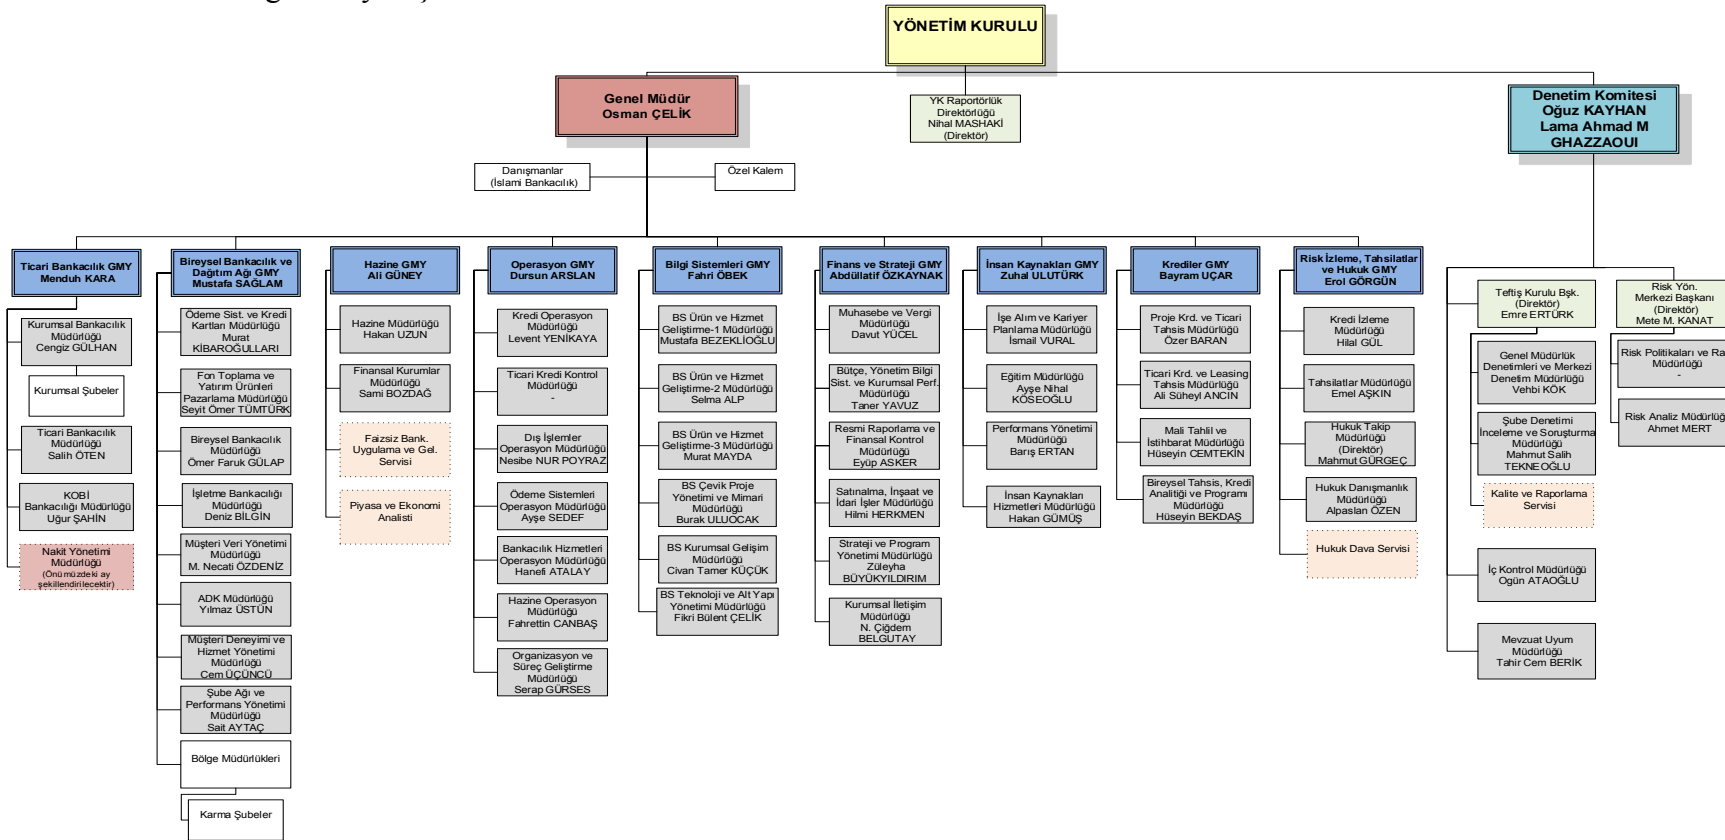 YÖNETİM KURULU
Genel Müdür
Osman ÇELİK
YK Raportörlük
Direktörlüğü
Nihal MASHAKİ
(Direktör)
Denetim Komitesi
Oğuz KAYHAN
Lama Ahmad M
GHAZZAOUI
Danışmanlar
(İslami Bankacılık)
Özel Kalem
Ticari Bankacılık GMY
Menduh KARA
Kurumsal Bankacılık
Müdürlüğü
Cengiz GÜLHAN
Kurumsal Şubeler
Ticari Bankacılık
Müdürlüğü
Salih ÖTEN
KOBİ
Bankacılığı Müdürlüğü
Uğur ŞAHİN
Nakit Yönetimi
Müdürlüğü
(Önümüzdeki ay
şekillendirilecektir)
Bireysel Bankacılık ve
Dağıtım Ağı GMY
Mustafa SAĞLAM
Ödeme Sist. ve Kredi
Kartları Müdürlüğü
Murat
KİBAROĞULLARI
Fon Toplama ve
Yatırım Ürünleri
Pazarlama Müdürlüğü
Seyit Ömer TÜMTÜRK
Bireysel Bankacılık
Müdürlüğü
Ömer Faruk GÜLAP
İşletme Bankacılığı
Müdürlüğü
Deniz BİLGİN
Müşteri Veri Yönetimi
Müdürlüğü
M. Necati ÖZDENİZ
ADK Müdürlüğü
Yılmaz ÜSTÜN
Müşteri Deneyimi ve
Hizmet Yönetimi
Müdürlüğü
Cem ÜÇÜNCÜ
Şube Ağı ve
Performans Yönetimi
Müdürlüğü
Sait AYTAÇ
Bölge Müdürlükleri
Karma Şubeler
Hazine GMY
Ali GÜNEY
Hazine Müdürlüğü
Hakan UZUN
Finansal Kurumlar
Müdürlüğü
Sami BOZDAĞ
Faizsiz Bank.
Uygulama ve Gel.
Servisi
Piyasa ve Ekonomi
Analisti
Operasyon GMY
Dursun ARSLAN
Kredi Operasyon
Müdürlüğü
Levent YENİKAYA
Ticari Kredi Kontrol
Müdürlüğü
-
Dış İşlemler
Operasyon Müdürlüğü
Nesibe NUR POYRAZ
Ödeme Sistemleri
Operasyon Müdürlüğü
Ayşe SEDEF
Bankacılık Hizmetleri
Operasyon Müdürlüğü
Hanefi ATALAY
Hazine Operasyon
Müdürlüğü
Fahrettin CANBAŞ
Organizasyon ve
Süreç Geliştirme
Müdürlüğü
Serap GÜRSES
Bilgi Sistemleri GMY
Fahri ÖBEK
BS Ürün ve Hizmet
Geliştirme-1 Müdürlüğü
Mustafa BEZEKLİOĞLU
BS Ürün ve Hizmet
Geliştirme-2 Müdürlüğü
Selma ALP
BS Ürün ve Hizmet
Geliştirme-3 Müdürlüğü
Murat MAYDA
BS Çevik Proje
Yönetimi ve Mimari
Müdürlüğü
Burak ULUOCAK
BS Kurumsal Gelişim
Müdürlüğü
Civan Tamer KÜÇÜK
BS Teknoloji ve Alt Yapı
Yönetimi Müdürlüğü
Fikri Bülent ÇELİK
Finans ve Strateji GMY
Abdüllatif ÖZKAYNAK
Muhasebe ve Vergi
Müdürlüğü
Davut YÜCEL
Bütçe, Yönetim Bilgi
Sist. ve Kurumsal Perf.
Müdürlüğü
Taner YAVUZ
Resmi Raporlama ve
Finansal Kontrol
Müdürlüğü
Eyüp ASKER
Satınalma, İnşaat ve
İdari İşler Müdürlüğü
Hilmi HERKMEN
Strateji ve Program
Yönetimi Müdürlüğü
Züleyha
BÜYÜKYILDIRIM
Kurumsal İletişim
Müdürlüğü
N. Çiğdem
BELGUTAY
İnsan Kaynakları GMY
Zuhal ULUTÜRK
İşe Alım ve Kariyer
Planlama Müdürlüğü
İsmail VURAL
Eğitim Müdürlüğü
Ayşe Nihal
KÖSEOĞLU
Performans Yönetimi
Müdürlüğü
Barış ERTAN
İnsan Kaynakları
Hizmetleri Müdürlüğü
Hakan GÜMÜŞ
Krediler GMY
Bayram UÇAR
Proje Krd. ve Ticari
Tahsis Müdürlüğü
Özer BARAN
Ticari Krd. ve Leasing
Tahsis Müdürlüğü
Ali Süheyl ANCIN
Mali Tahlil ve
İstihbarat Müdürlüğü
Hüseyin CEMTEKİN
Bireysel Tahsis, Kredi
Analitiği ve Programı
Müdürlüğü
Hüseyin BEKDAŞ
Risk İzleme, Tahsilatlar
ve Hukuk GMY
Erol GÖRGÜN
Kredi İzleme
Müdürlüğü
Hilal GÜL
Tahsilatlar Müdürlüğü
Emel AŞKIN
Hukuk Takip
Müdürlüğü
(Direktör)
Mahmut GÜRGEÇ
Hukuk Danışmanlık
Müdürlüğü
Alpaslan ÖZEN
Hukuk Dava Servisi
Teftiş Kurulu Bşk.
(Direktör)
Emre ERTÜRK
Genel Müdürlük
Denetimleri ve Merkezi
Denetim Müdürlüğü
Vehbi KÖK
Şube Denetimi
İnceleme ve Soruşturma
Müdürlüğü
Mahmut Salih
TEKNEOĞLU
Kalite ve Raporlama
Servisi
İç Kontrol Müdürlüğü
Ogün ATAOĞLU
Mevzuat Uyum
Müdürlüğü
Tahir Cem BERİK
Risk Yön.
Merkezi Başkanı
(Direktör)
Mete M. KANAT
Risk Politikaları ve Ra
Müdürlüğü
-
Risk Analiz Müdürlüğ
Ahmet MERT